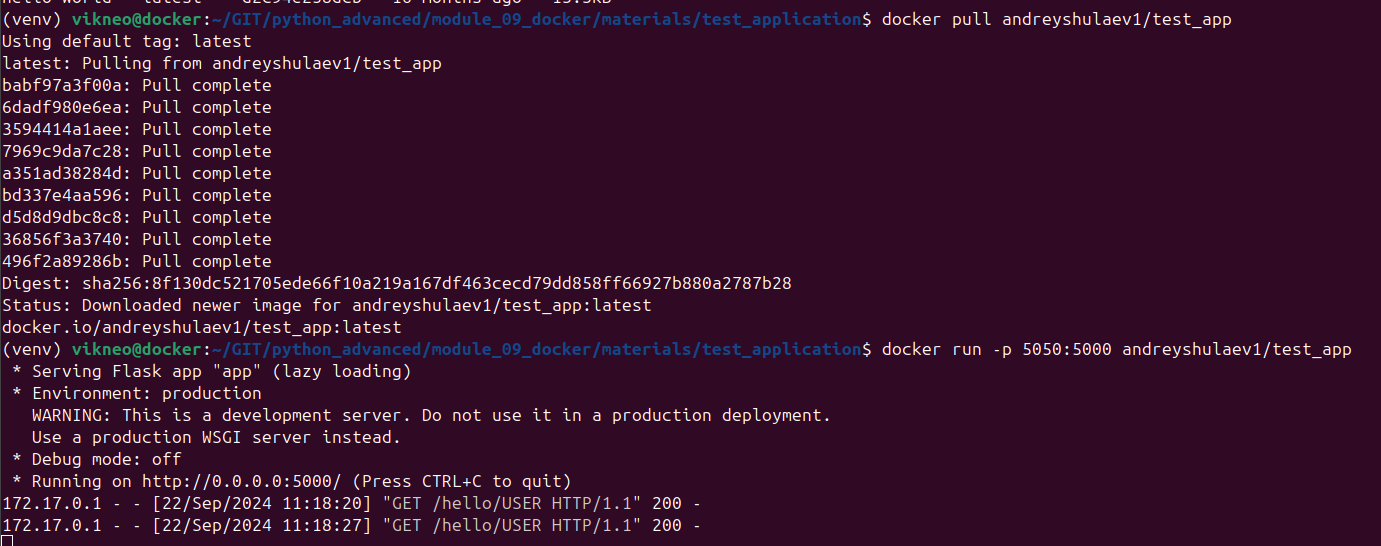 (venv) vikneo@docker:~/GIT/python_advanced/module_09_docker/materials/test_application$ docker pull andreyshulaev1/test_app
Using default tag: latest
latest: Pulling from andreyshulaev1/test_app
babf97a3f00a: Pull complete
6dadf980e6ea: Pull complete
3594414a1aee: Pull complete
7969c9da7c28: Pull complete
a351ad38284d: Pull complete
bd337e4aa596: Pull complete
d5d8d9dbc8c8: Pull complete
36856f3a3740: Pull complete
496f2a89286b: Pull complete
Digest: sha256:8f130dc521705ede66f10a219a167df463cecd79dd858ff66927b880a2787b28
Status: Downloaded newer image for andreyshulaev1/test_app:latest
docker.io/andreyshulaev1/test_app:latest
(venv) vikneo@docker:~/GIT/python_advanced/module_09_docker/materials/test_application$ docker run -p 5050:5000 andreyshulaev1/test_app
 * Serving Flask app "app" (lazy loading)
 * Environment: production
   WARNING: This is a development server. Do not use it in a production deployment.
   Use a production WSGI server instead.
 * Debug mode: off
 * Running on http://0.0.0.0:5000/ (Press CTRL+C to quit)
172.17.0.1 - - [22/Sep/2024 11:18:20] "GET /hello/USER HTTP/1.1" 200 -
172.17.0.1 - - [22/Sep/2024 11:18:27] "GET /hello/USER HTTP/1.1" 200 -